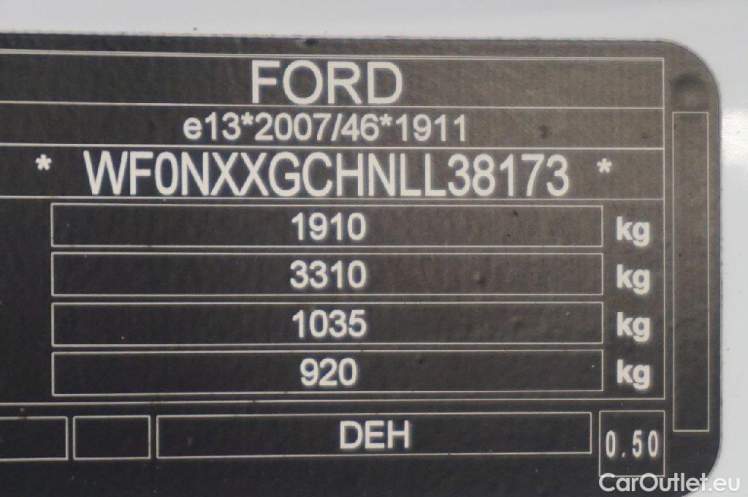 FORD
e13*2007/46*1911
* WF0NXXGCHNLL38173 *
1910 kg
3310 kg
1035 kg
920 kg
DEH 0.50
CarOutlet.eu